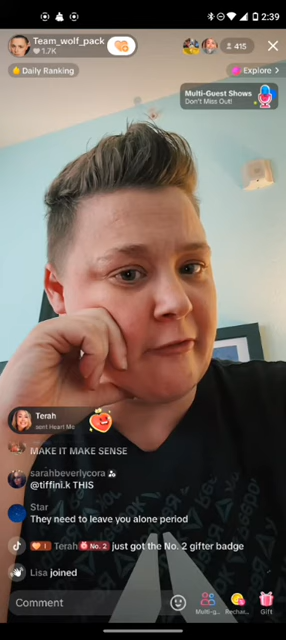 2:39
Team_wolf_pack
1.7K
415
Daily Ranking
Explore >
Multi-Guest Shows
Don't Miss Out!
Terah
sent Heart Me
MAKE IT MAKE SENSE
sarahbeverlycora
@tiffini.k THIS
Star
They need to leave you alone period
1 Terah No. 2 just got the No. 2 gifter badge
Lisa joined
Comment
Multi-g...
Rechar...
Gift